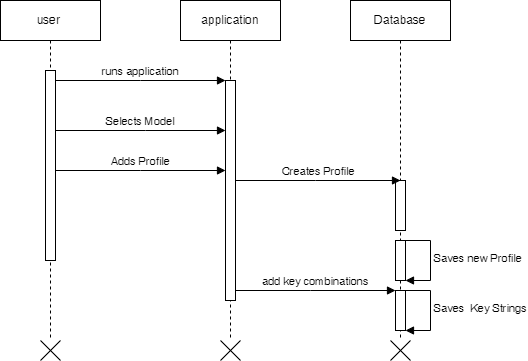 user
application
Database
runs application
Selects Model
Adds Profile
Creates Profile
Saves new Profile
add key combinations
Saves  Key Strings